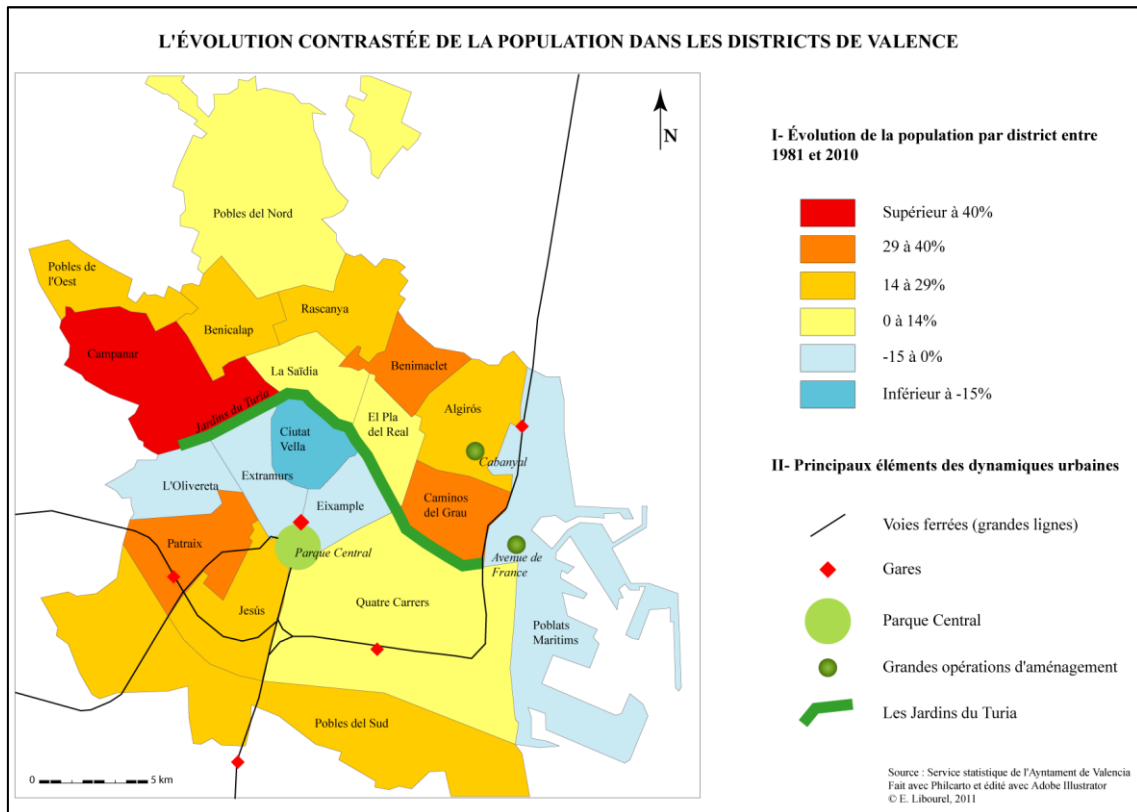 L'ÉVOLUTION CONTRASTÉE DE LA POPULATION DANS LES DISTRICTS DE VALENCE
N
Pobles del Nord
Pobles de
l'Oest
Rascanya
Benicalap
Campanar
Benimaclet
La Saïdia
Jardins du Turia
Algirós
El Pla
del Real
Ciutat
Vella
Cabanyal
Extramurs
L'Olivereta
Eixample
Caminos
del Grau
Patraix
Parque Central
Avenue de
France
Quatre Carrers
Jesús
Poblats
Maritims
Pobles del Sud
0 5 km
I- Évolution de la population par district entre
1981 et 2010
Supérieur à 40%
29 à 40%
14 à 29%
0 à 14%
-15 à 0%
Inférieur à -15%
II- Principaux éléments des dynamiques urbaines
Voies ferrées (grandes lignes)
Gares
Parque Central
Grandes opérations d'aménagement
Les Jardins du Turia
Source : Service statistique de l'Ayntament de Valencia
Fait avec Philcarto et édité avec Adobe Illustrator
© E. Libourel, 2011